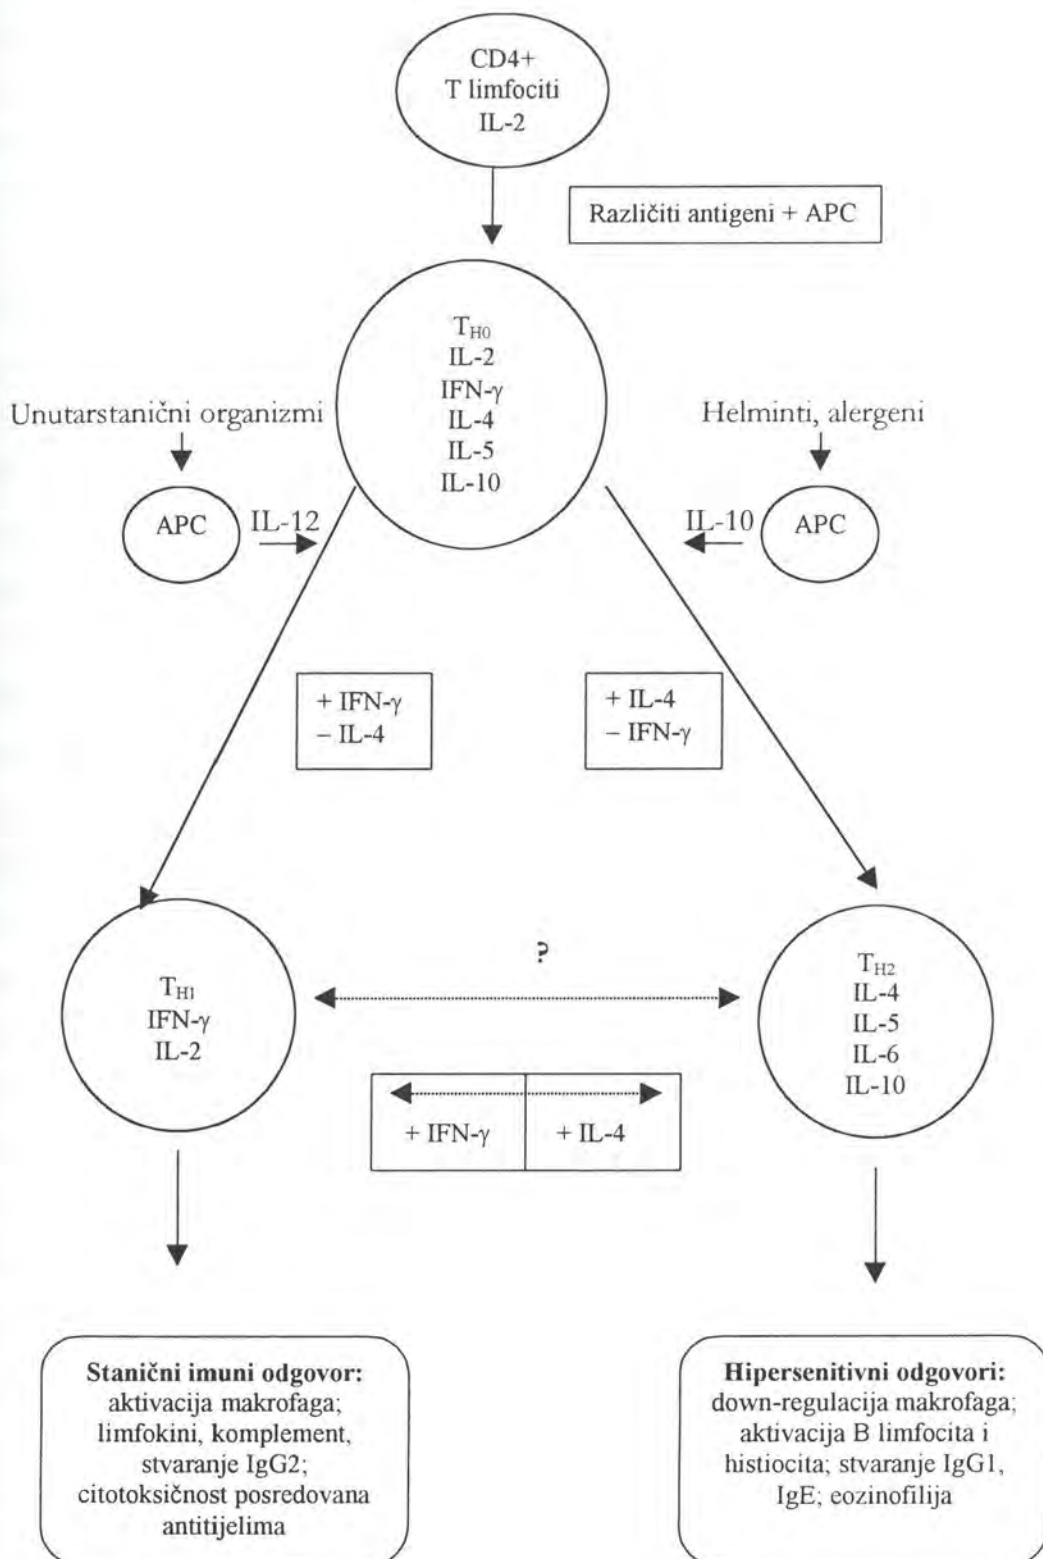 CD4+
T limfociti
IL-2
Različiti antigeni + APC
T_H0
IL-2
IFN-γ
IL-4
IL-5
IL-10
Unutarstanični organizmi
Helminti, alergeni
APC
IL-12
IL-10
APC
+ IFN-γ
– IL-4
+ IL-4
– IFN-γ
?
T_H1
IFN-γ
IL-2
T_H2
IL-4
IL-5
IL-6
IL-10
+ IFN-γ
+ IL-4
Stanični imuni odgovor:
aktivacija makrofaga;
limfokini, komplement,
stvaranje IgG2;
citotoksičnost posredovana
antitijelima
Hipersenitivni odgovori:
down-regulacija makrofaga;
aktivacija B limfocita i
histiocita; stvaranje IgG1,
IgE; eozinofilija